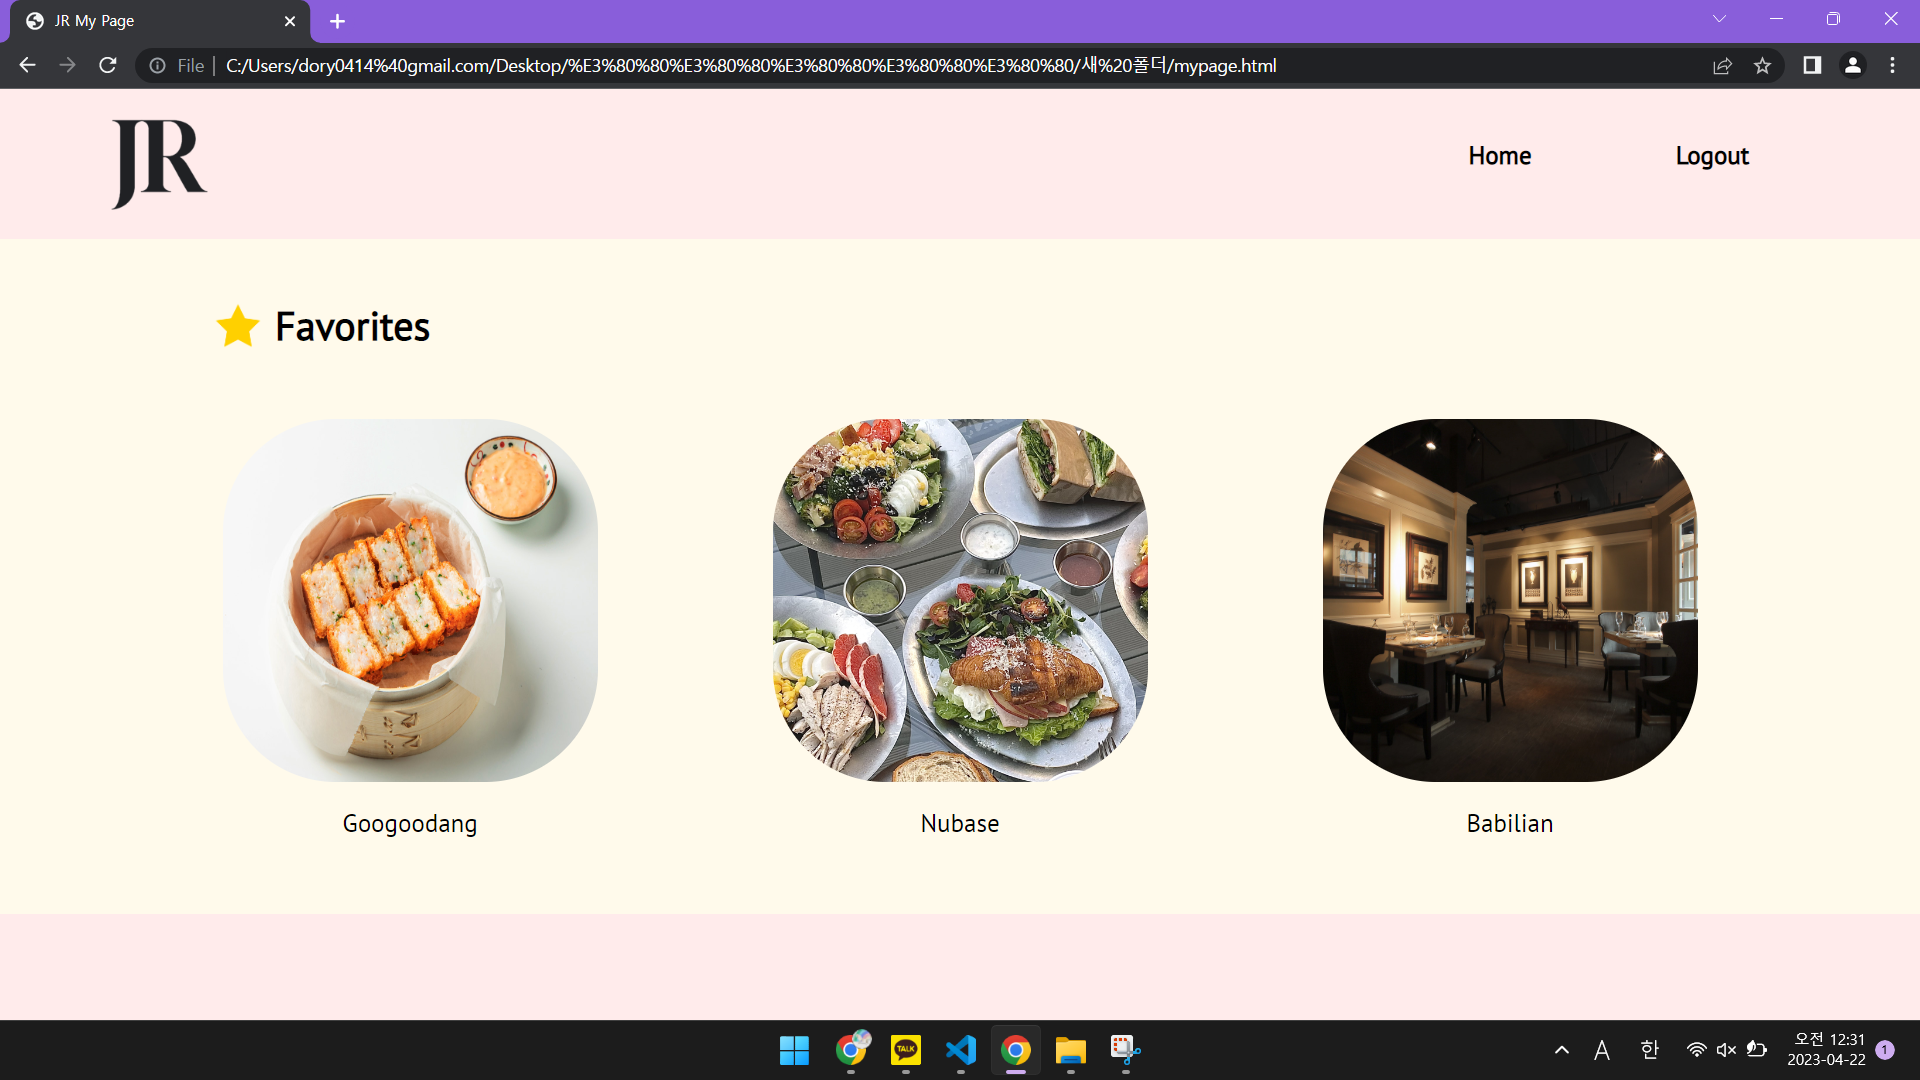 JR My Page
File
C:/Users/dory0414%40gmail.com/Desktop/%E3%80%80%E3%80%80%E3%80%80%E3%80%80%E3%80%80/새%20폴더/mypage.html
JR
Home
Logout
Favorites
Googoodang
Nubase
Babilian
TALK
A
한
오전 12:31
2023-04-22
1